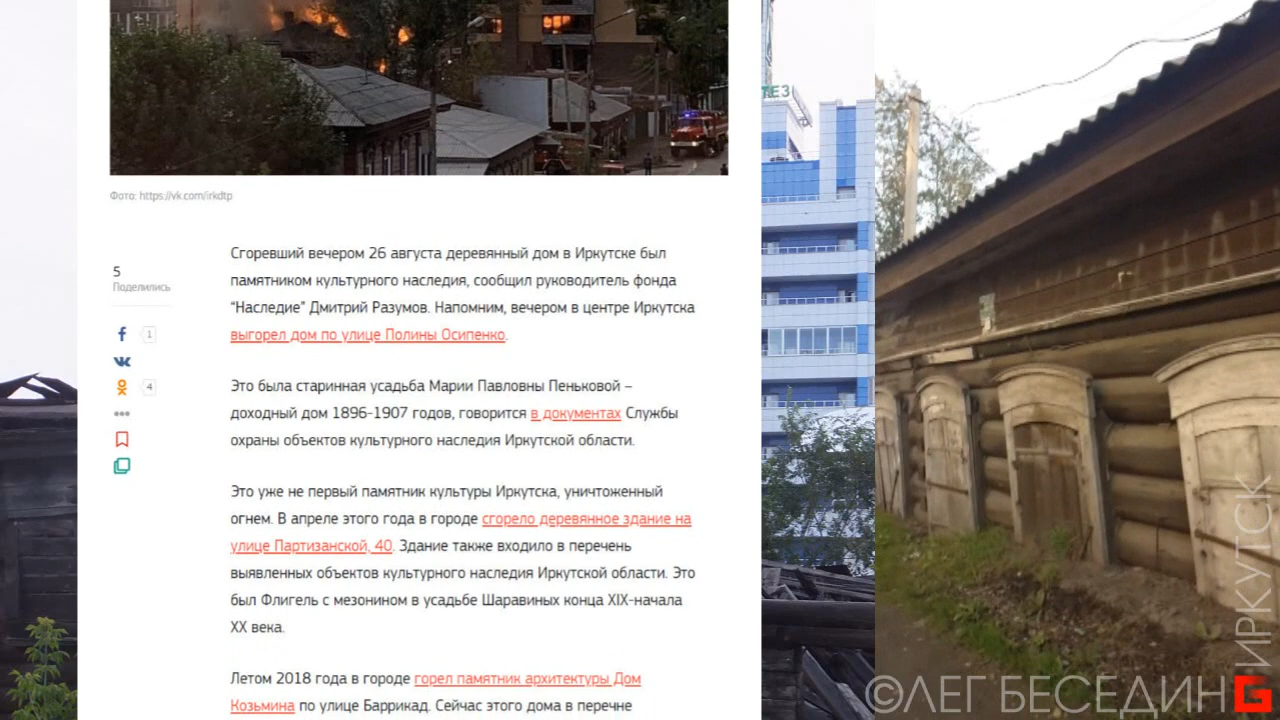 Фото: https://vk.com/irkdtp
Сгоревший вечером 26 августа деревянный дом в Иркутске был
памятником культурного наследия, сообщил руководитель фонда
“Наследие” Дмитрий Разумов. Напомним, вечером в центре Иркутска
выгорел дом по улице Полины Осипенко.
5
Поделились
1
4
Это была старинная усадьба Марии Павловны Пеньковой –
доходный дом 1896-1907 годов, говорится в документах Службы
охраны объектов культурного наследия Иркутской области.
Это уже не первый памятник культуры Иркутска, уничтоженный
огнем. В апреле этого года в городе сгорело деревянное здание на
улице Партизанской, 40. Здание также входило в перечень
выявленных объектов культурного наследия Иркутской области. Это
был Флигель с мезонином в усадьбе Шаравиных конца XIX-начала
XX века.
Летом 2018 года в городе горел памятник архитектуры Дом
Козьмина по улице Баррикад. Сейчас этого дома в перечне
ТЕЗ
©ЛЕГ БЕСЕДИН
ИРКУТСК